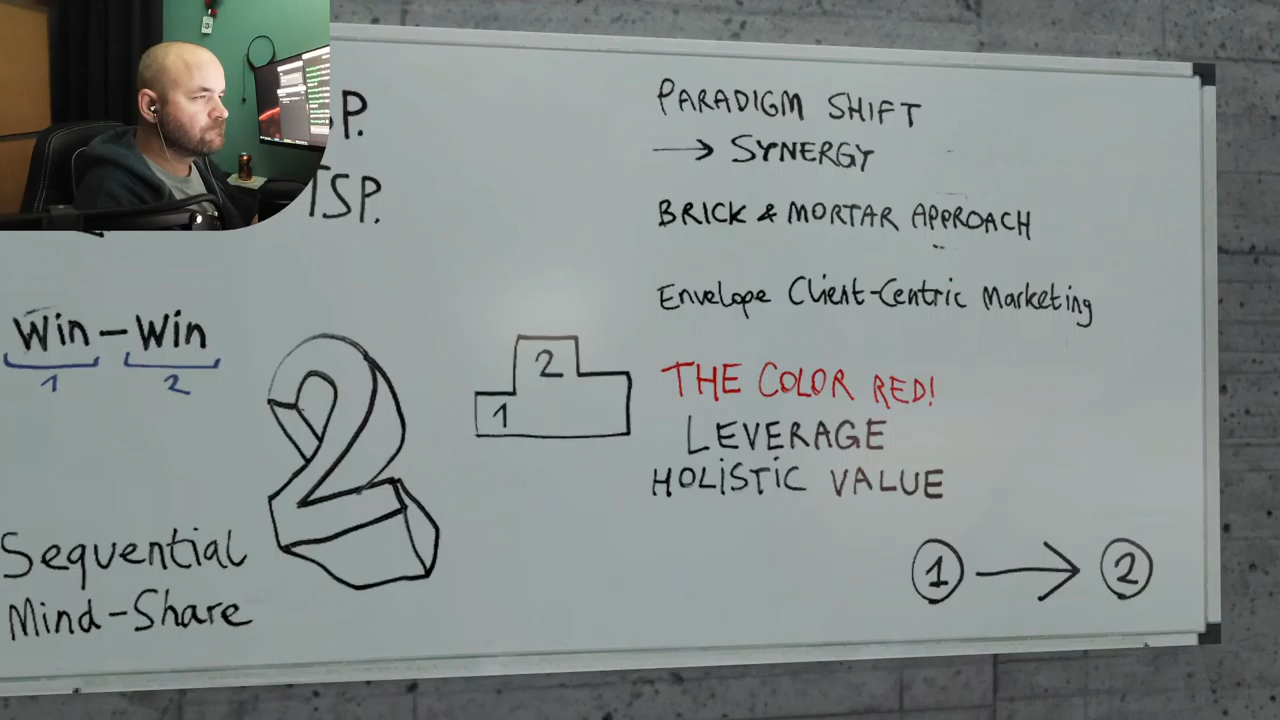 SP.
TSP.
Win-Win
1 2
Sequential
Mind-Share
2
2
1
PARADIGM SHIFT
→ SYNERGY
BRICK & MORTAR APPROACH
Envelope Client-Centric Marketing
THE COLOR RED!
LEVERAGE
HOLISTIC VALUE
1 → 2